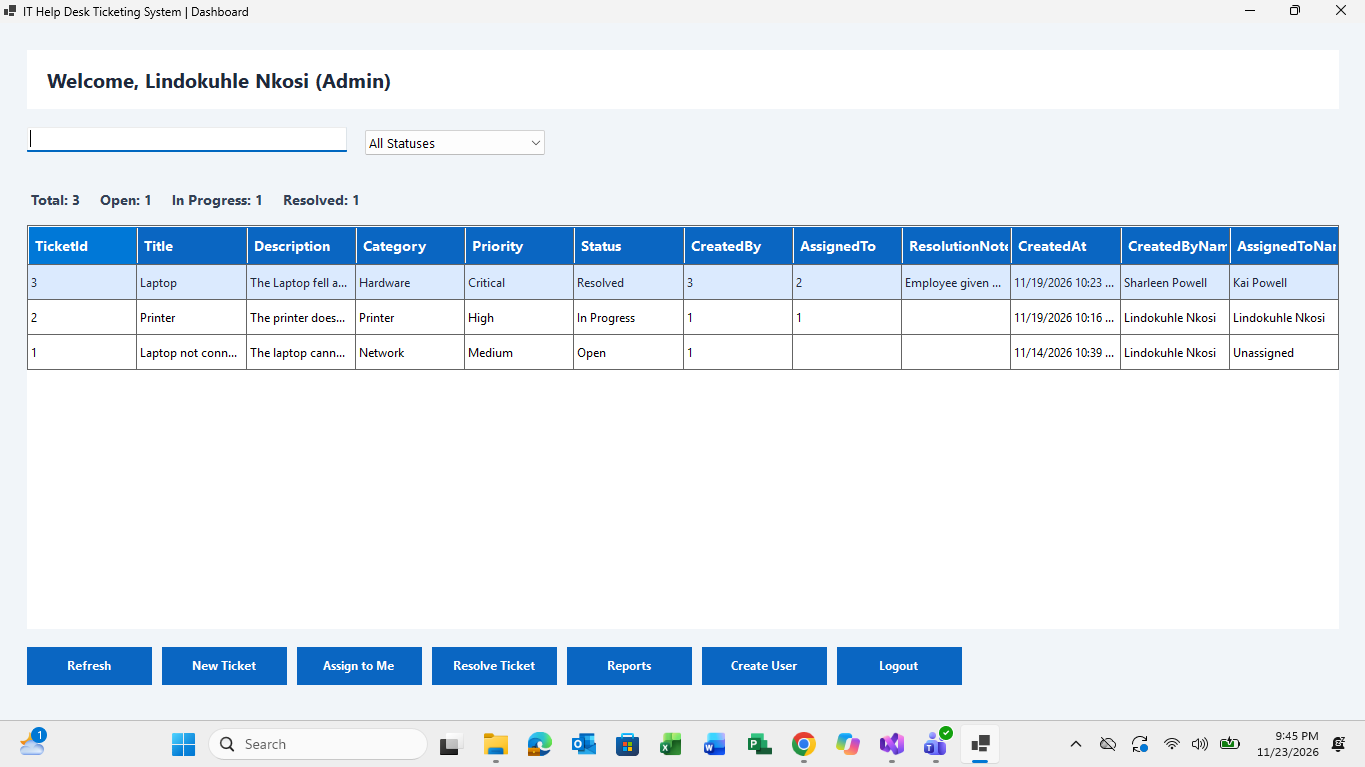 IT Help Desk Ticketing System | Dashboard
Welcome, Lindokuhle Nkosi (Admin)
All Statuses
Total: 3 Open: 1 In Progress: 1 Resolved: 1
TicketId Title Description Category Priority Status CreatedBy AssignedTo ResolutionNote CreatedAt CreatedByNam AssignedToNar
3 Laptop The Laptop fell a... Hardware Critical Resolved 3 2 Employee given ... 11/19/2026 10:23 ... Sharleen Powell Kai Powell
2 Printer The printer does... Printer High In Progress 1 1 11/19/2026 10:16 ... Lindokuhle Nkosi Lindokuhle Nkosi
1 Laptop not conn... The laptop cann... Network Medium Open 1 11/14/2026 10:39 ... Lindokuhle Nkosi Unassigned
Refresh New Ticket Assign to Me Resolve Ticket Reports Create User Logout
1 Search 9:45 PM
11/23/2026